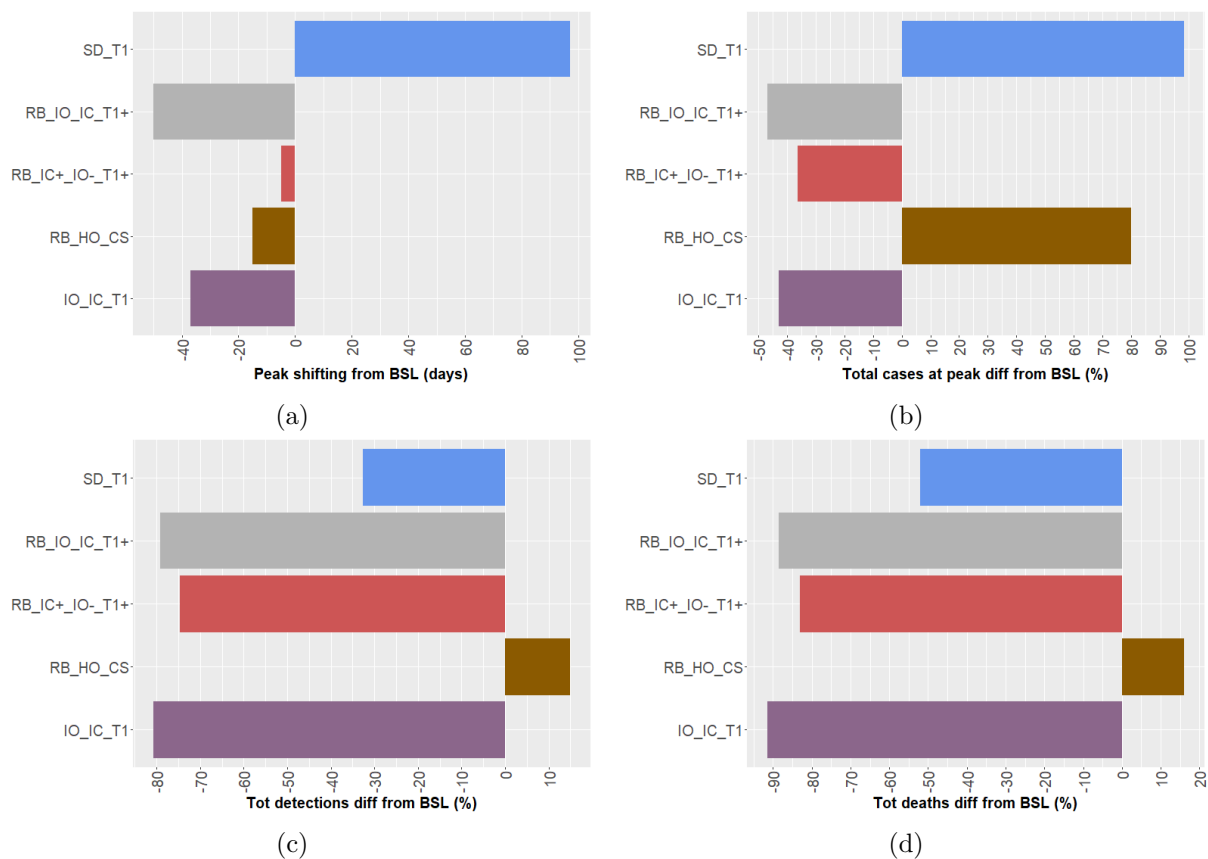 SD_T1
RB_IO_IC_T1+
RB_IC+_IO-_T1+
RB_HO_CS
IO_IC_T1
-40 -20 0 20 40 60 80 100
Peak shifting from BSL (days)
(a)
SD_T1
RB_IO_IC_T1+
RB_IC+_IO-_T1+
RB_HO_CS
IO_IC_T1
-50 -40 -30 -20 -10 0 10 20 30 40 50 60 70 80 90 100
Total cases at peak diff from BSL (%)
(b)
SD_T1
RB_IO_IC_T1+
RB_IC+_IO-_T1+
RB_HO_CS
IO_IC_T1
-80 -70 -60 -50 -40 -30 -20 -10 0 10
Tot detections diff from BSL (%)
(c)
SD_T1
RB_IO_IC_T1+
RB_IC+_IO-_T1+
RB_HO_CS
IO_IC_T1
-90 -80 -70 -60 -50 -40 -30 -20 -10 0 10 20
Tot deaths diff from BSL (%)
(d)